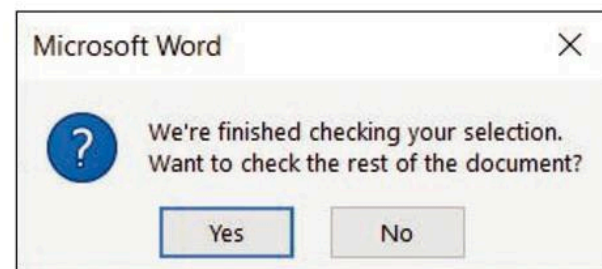 Microsoft Word
We're finished checking your selection.
Want to check the rest of the document?
Yes
No